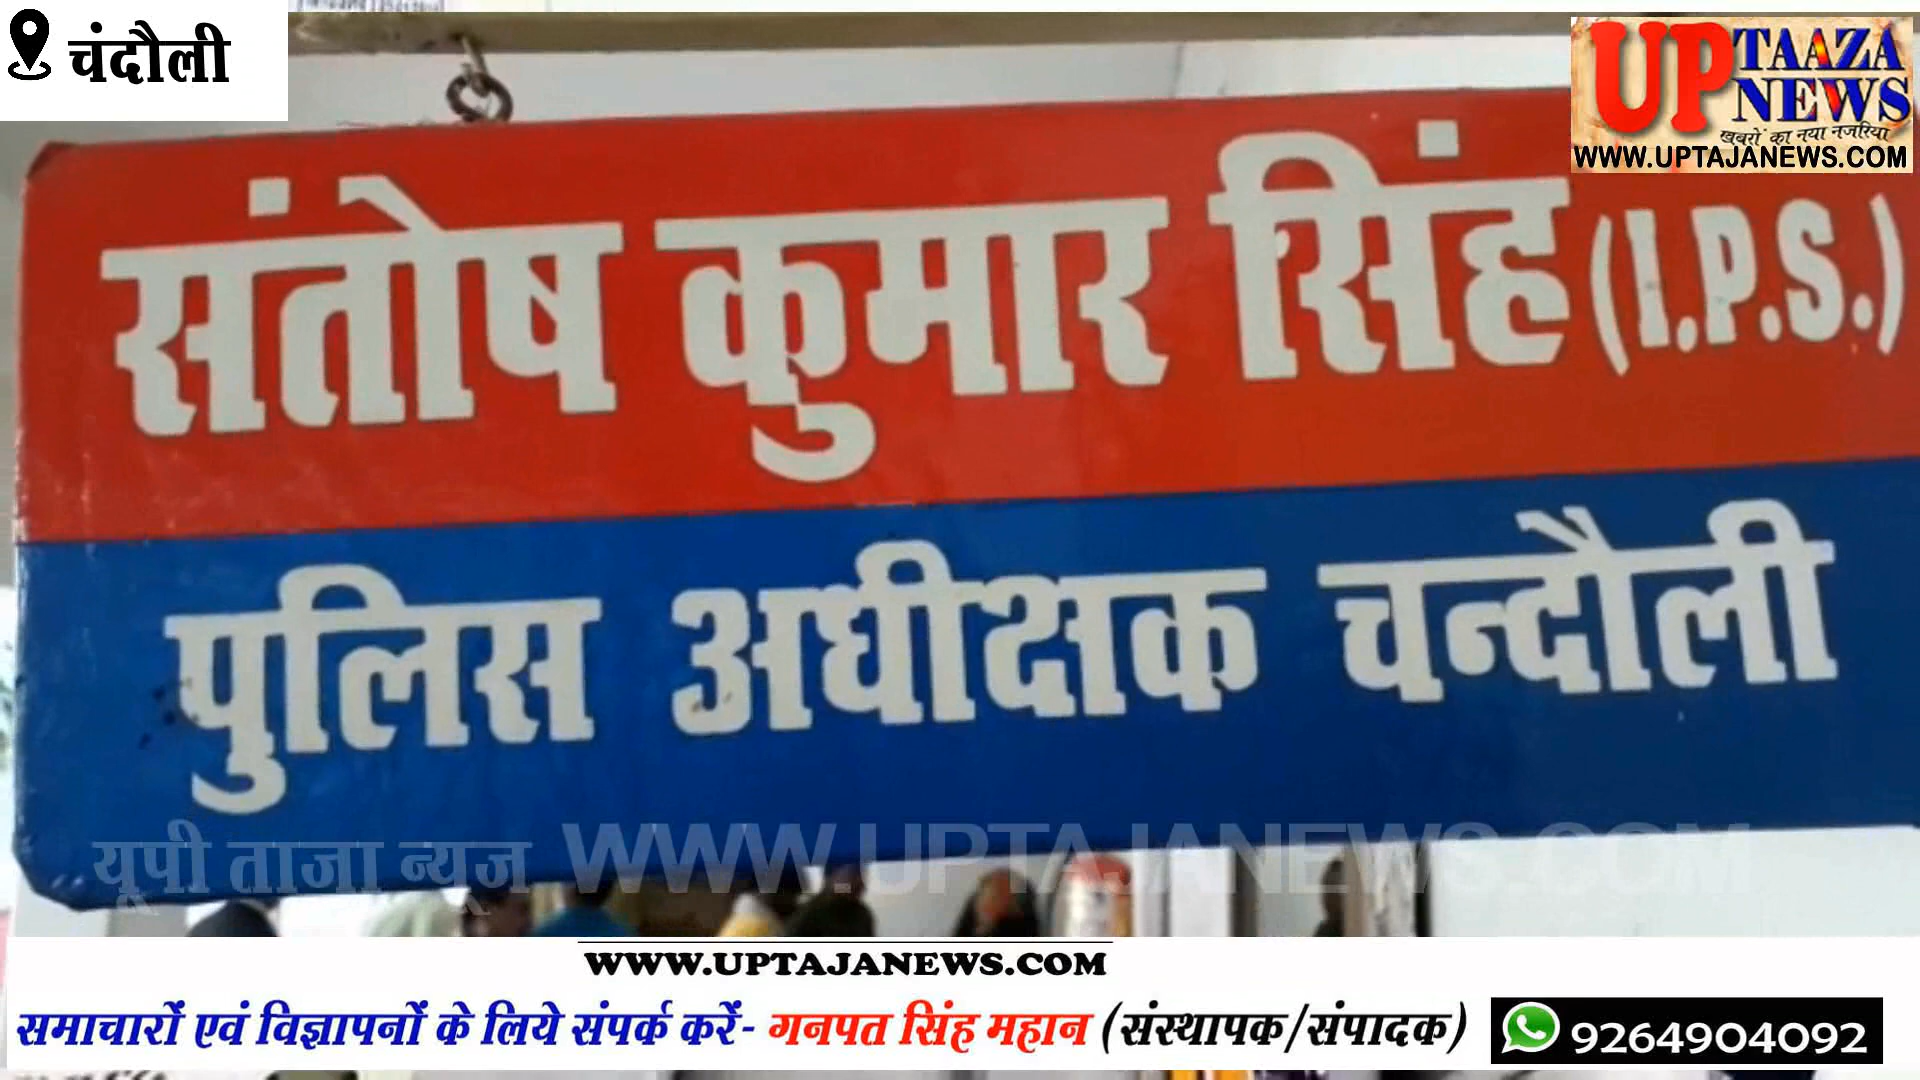 चंदौली
UP TAAZA NEWS
खबरों का नया नजरिया
WWW.UPTAJANEWS.COM
संतोष कुमार सिंह (I.P.S.)
पुलिस अधीक्षक चन्दौली
यूपी ताजा न्यूज WWW.UPTAJANEWS.COM
WWW.UPTAJANEWS.COM
समाचारों एवं विज्ञापनों के लिये संपर्क करें- गनपत सिंह महान (संस्थापक/संपादक) 9264904092